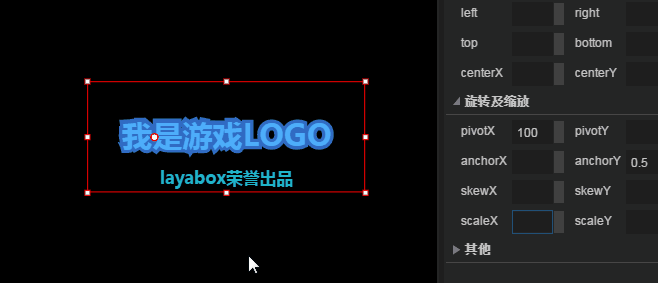 我是游戏LOGO
layabox荣誉出品
left right
top bottom
centerX centerY
旋转及缩放
pivotX 100 pivotY
anchorX anchorY 0.5
skewX skewY
scaleX scaleY
其他